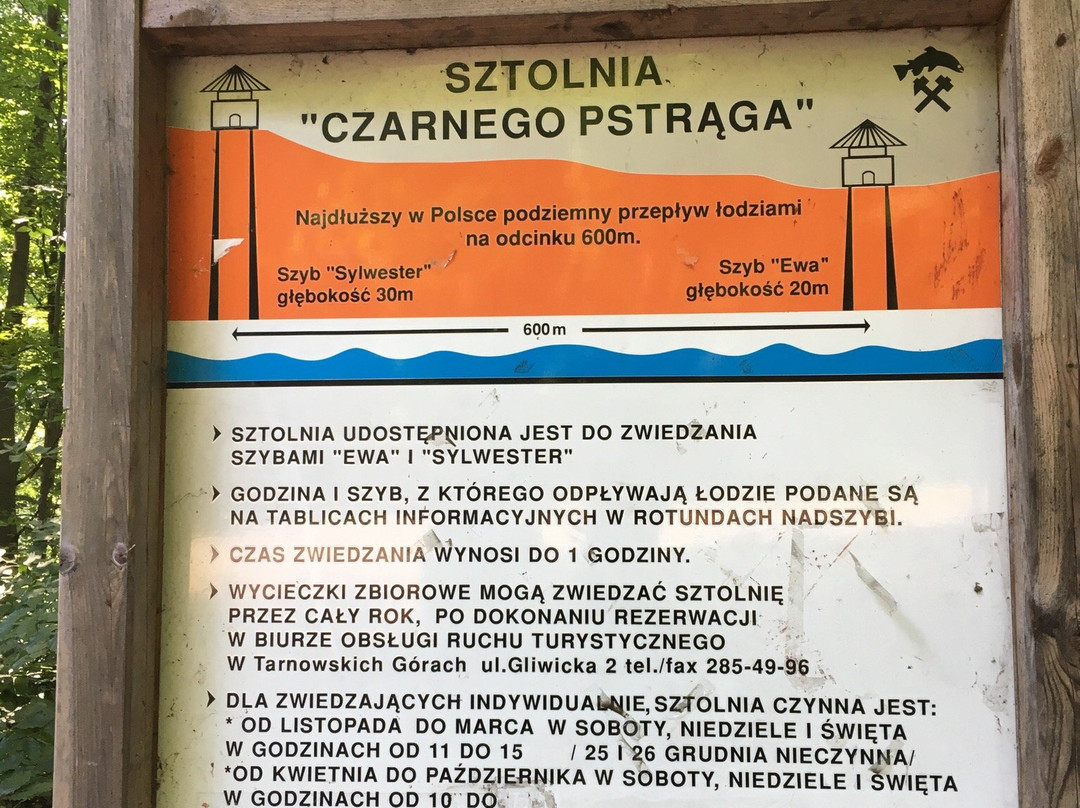 SZTOLNIA
"CZARNEGO PSTRĄGA"
Najdłuższy w Polsce podziemny przepływ łodziami
na odcinku 600m.
Szyb "Sylwester"
głębokość 30m
Szyb "Ewa"
głębokość 20m
600m
SZTOLNIA UDOSTĘPNIONA JEST DO ZWIEDZANIA
SZYBAMI "EWA" I "SYLWESTER"
GODZINA I SZYB, Z KTÓREGO ODPŁYWAJĄ ŁODZIE PODANE SĄ
NA TABLICACH INFORMACYJNYCH W ROTUNDACH NADSZYBI.
CZAS ZWIEDZANIA WYNOSI DO 1 GODZINY.
WYCIECZKI ZBIOROWE MOGĄ ZWIEDZAĆ SZTOLNIĘ
PRZEZ CAŁY ROK, PO DOKONANIU REZERWACJI
W BIURZE OBSŁUGI RUCHU TURYSTYCZNEGO
W Tarnowskich Górach ul.Gliwicka 2 tel./fax 285-49-96
DLA ZWIEDZAJĄCYCH INDYWIDUALNIE, SZTOLNIA CZYNNA JEST:
* OD LISTOPADA DO MARCA W SOBOTY, NIEDZIELE I ŚWIĘTA
W GODZINACH OD 11 DO 15 / 25 I 26 GRUDNIA NIECZYNNA/
*OD KWIETNIA DO PAŹDZIERNIKA W SOBOTY, NIEDZIELE I ŚWIĘTA
W GODZINACH OD 10 DO